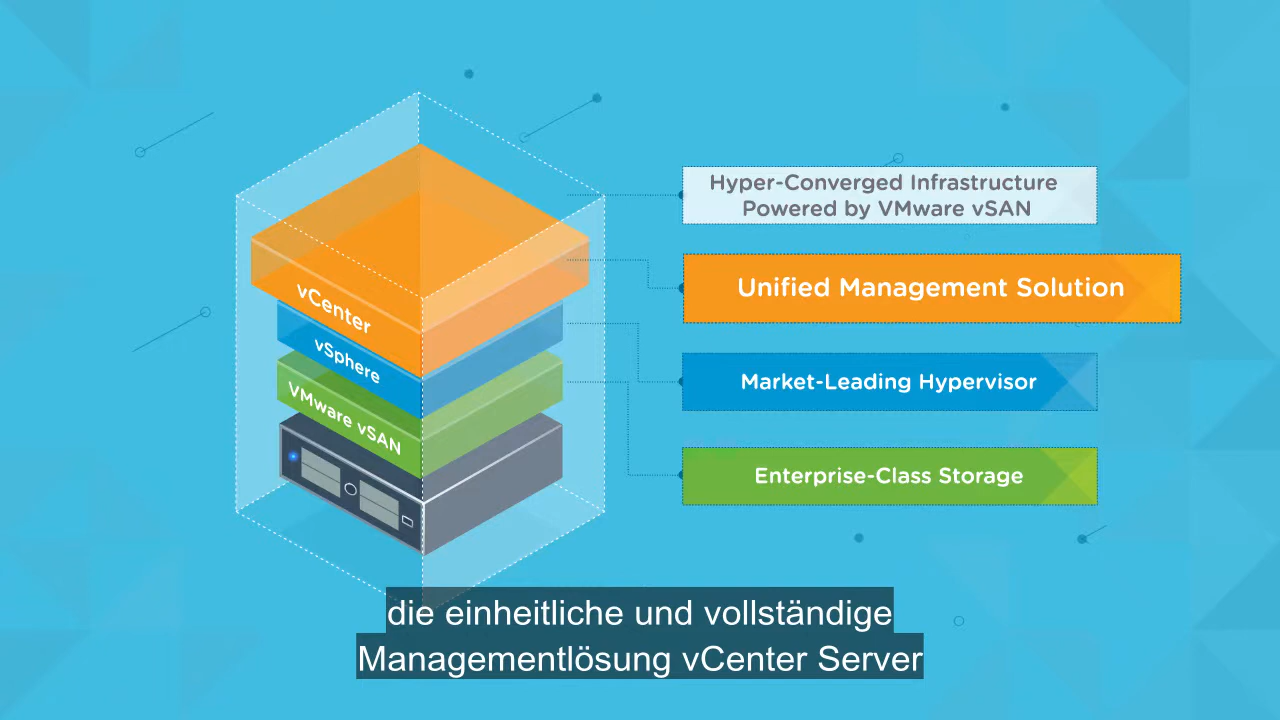 Hyper-Converged Infrastructure
Powered by VMware vSAN
Unified Management Solution
vCenter
vSphere
Market-Leading Hypervisor
VMware vSAN
Enterprise-Class Storage
die einheitliche und vollständige
Managementlösung vCenter Server